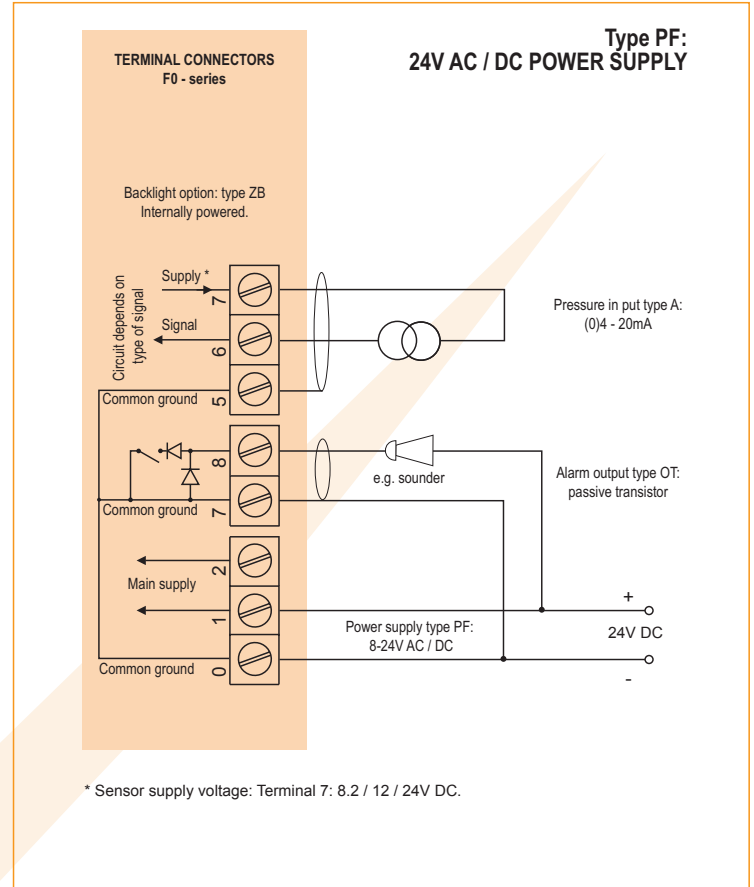 Type PF:
24V AC / DC POWER SUPPLY
TERMINAL CONNECTORS
F0 - series
Backlight option: type ZB
Internally powered.
Circuit depends on
type of signal
Supply *
7
Signal
6
Common ground
5
Pressure in put type A:
(0)4 - 20mA
8
e.g. sounder
Alarm output type OT:
passive transistor
Common ground
7
2
Main supply
1
Power supply type PF:
8-24V AC / DC
+
24V DC
-
Common ground
0
* Sensor supply voltage: Terminal 7: 8.2 / 12 / 24V DC.